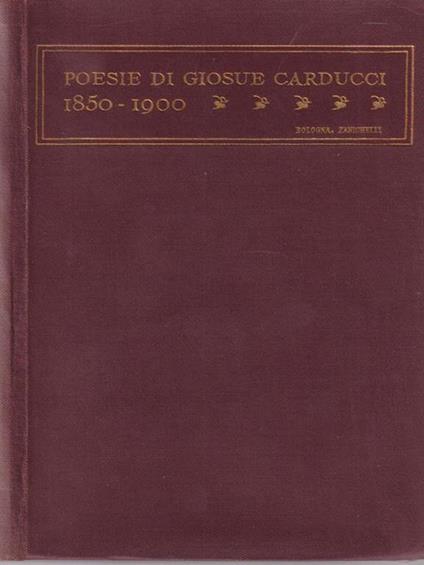 POESIE DI GIOSUE CARDUCCI
1850-1900
BOLOGNA, ZANICHELLI